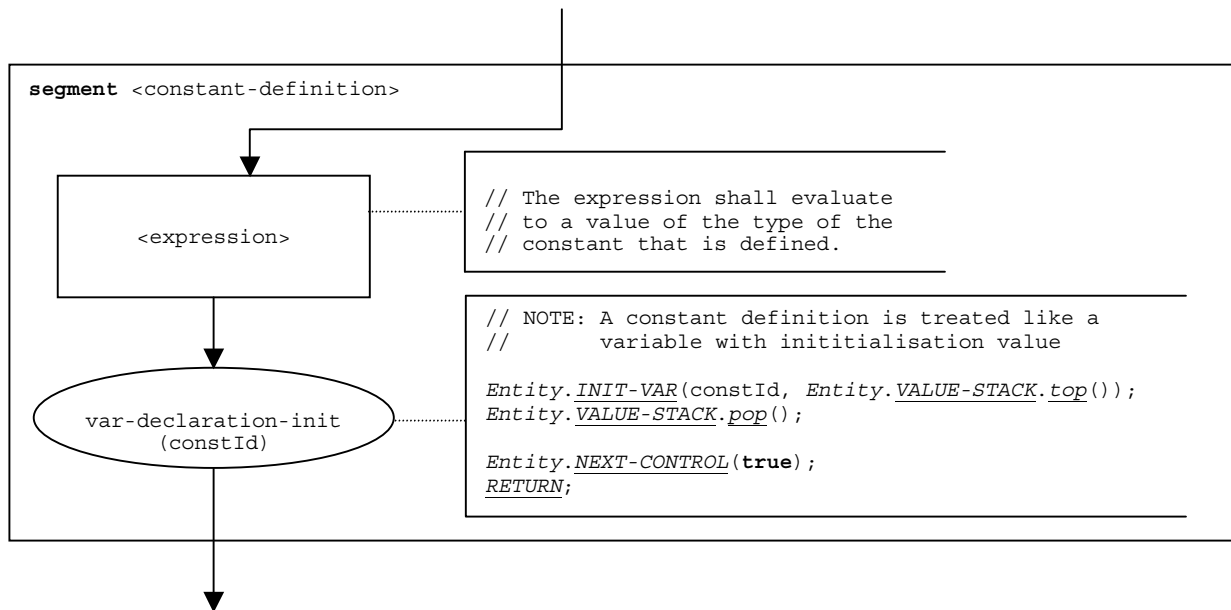 segment <constant-definition>
<expression>
// The expression shall evaluate
// to a value of the type of the
// constant that is defined.
var-declaration-init
(constId)
// NOTE: A constant definition is treated like a
//       variable with inititialisation value
Entity.INIT-VAR(constId, Entity.VALUE-STACK.top());
Entity.VALUE-STACK.pop();
Entity.NEXT-CONTROL(true);
RETURN;